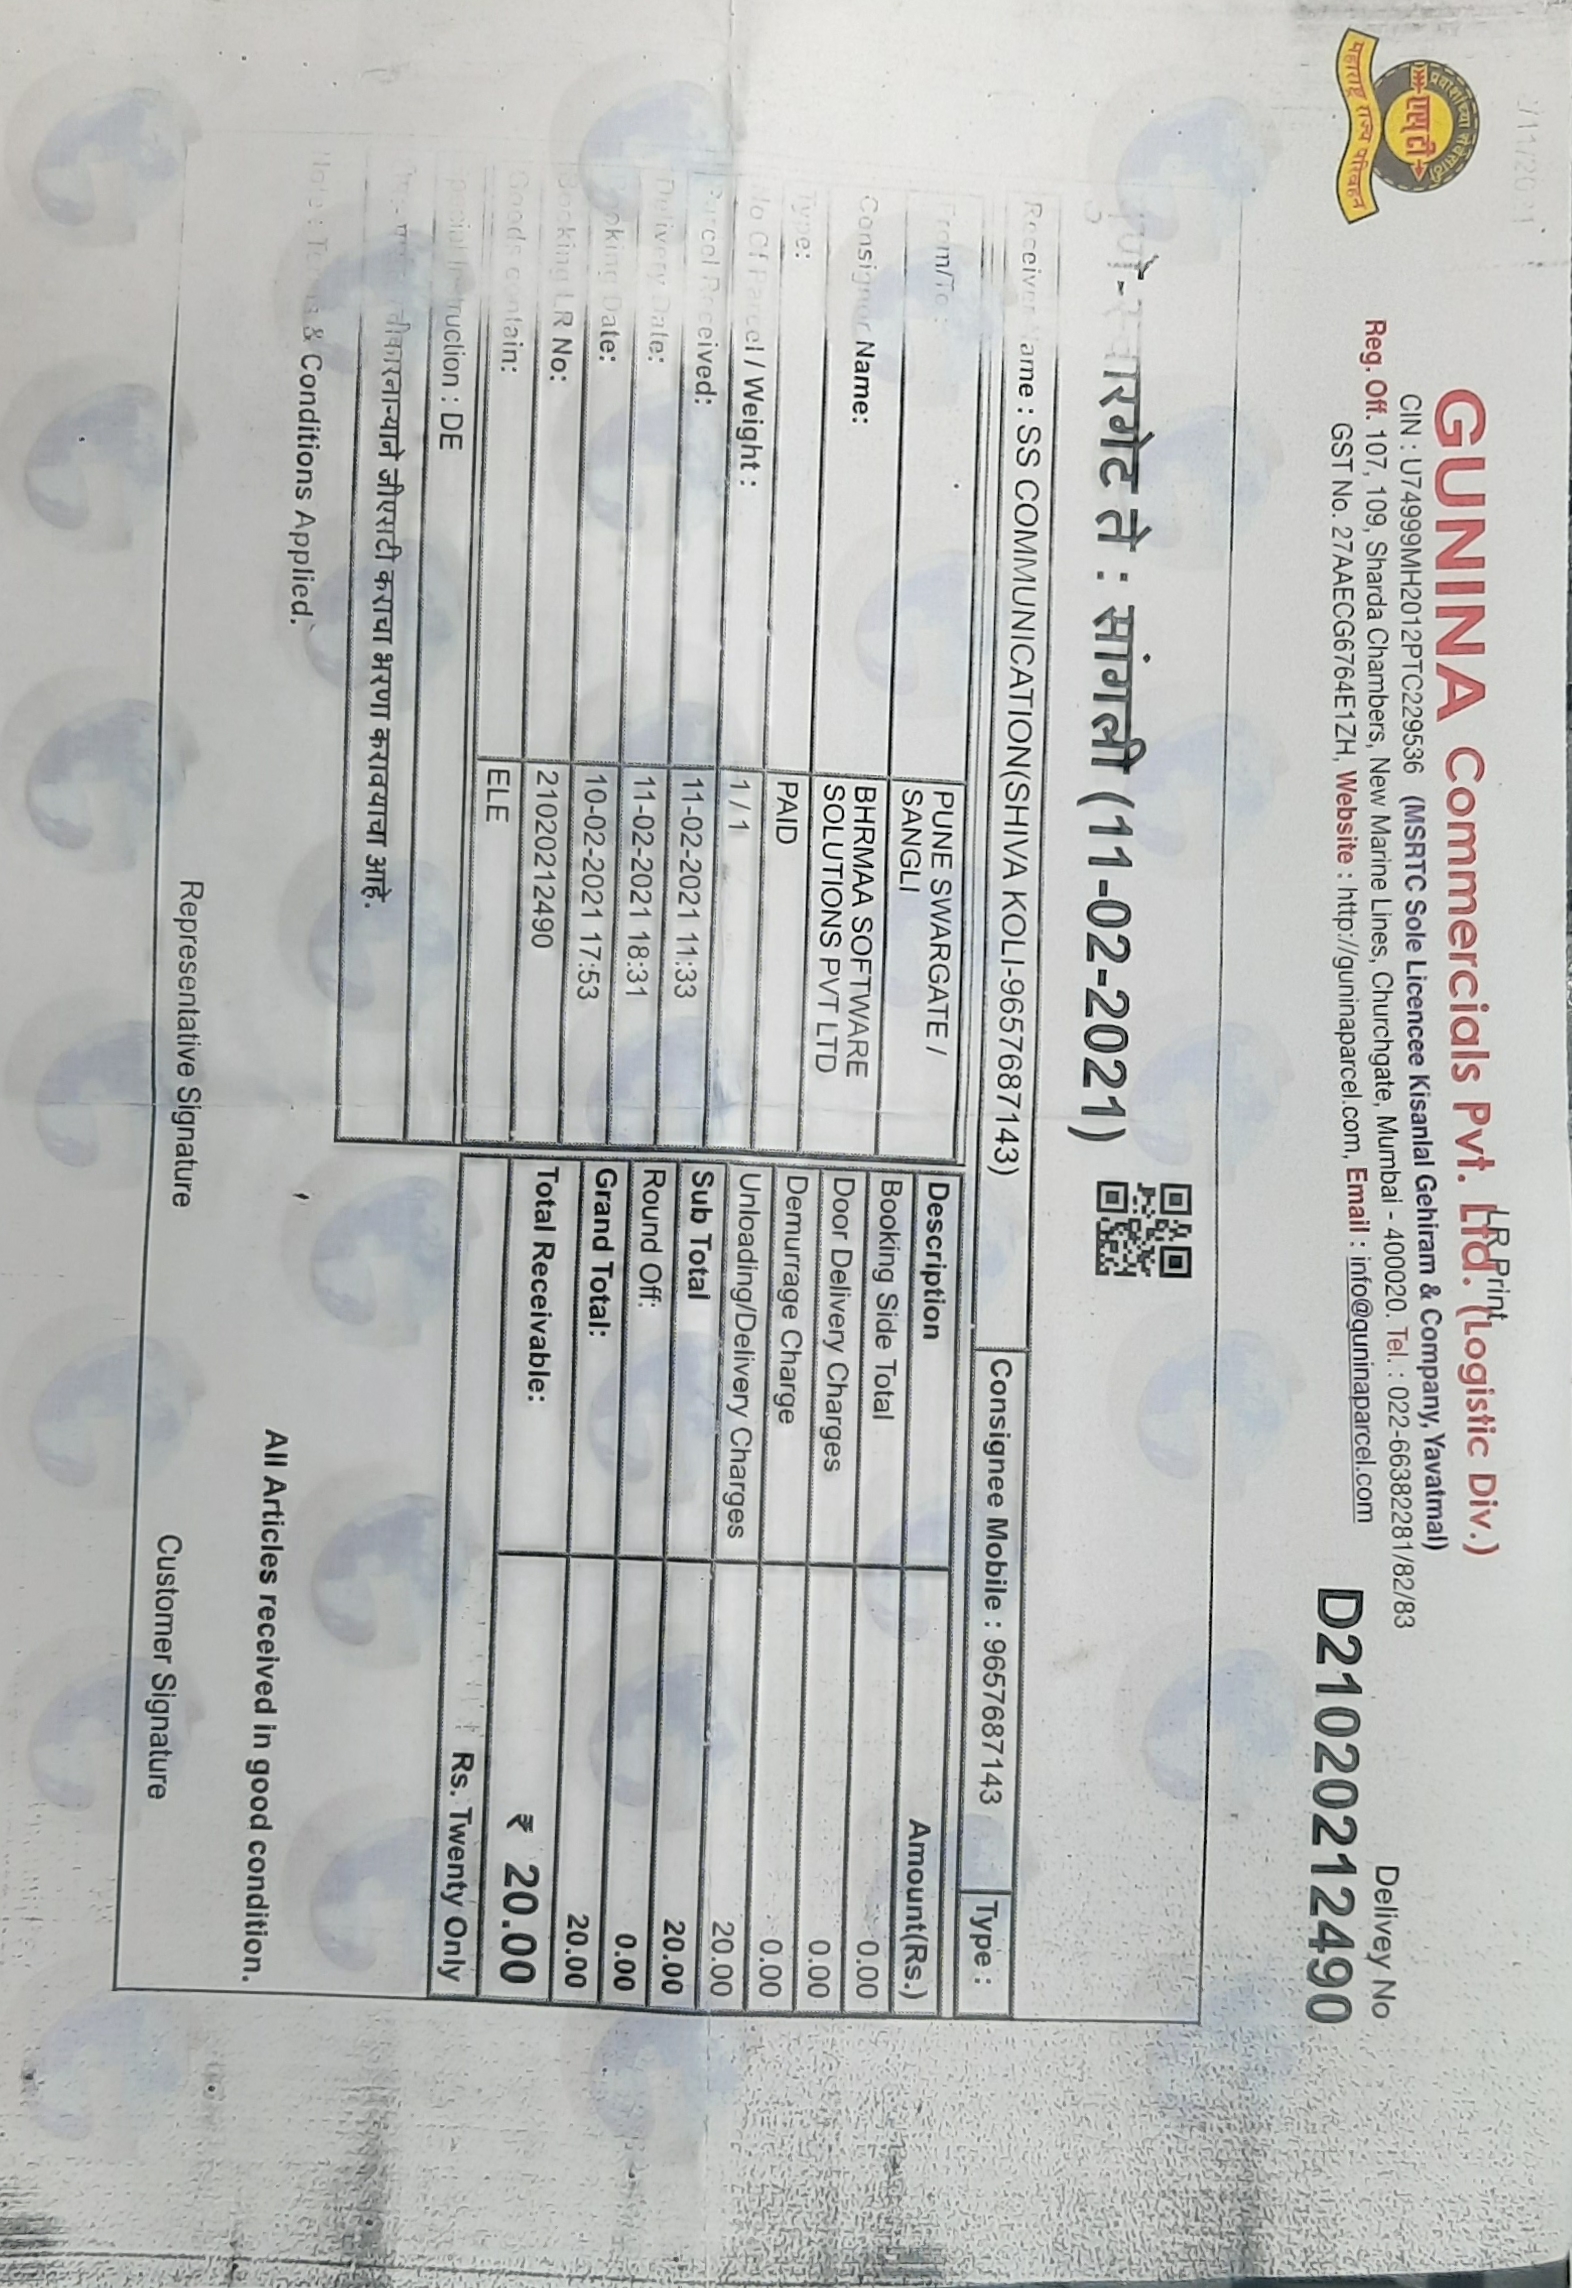 2/11/2021
LR Print
प्रवाशांच्या सेवेसाठी
एसटी
महाराष्ट्र राज्य परिवहन
GUNINA Commercials Pvt. Ltd. (Logistic Div.)
CIN : U74999MH2012PTC229536 (MSRTC Sole Licencee Kisanlal Gehiram & Company, Yavatmal)
Reg. Off. 107, 109, Sharda Chambers, New Marine Lines, Churchgate, Mumbai - 400020. Tel. : 022-66382281/82/83
GST No. 27AAECG6764E1ZH, Website : http://guninaparcel.com, Email : info@guninaparcel.com
Delivey No
D21020212490
पुणे-स्वारगेट ते : सांगली (11-02-2021)
Receiver Name : SS COMMUNICATION(SHIVA KOLI-9657687143) Consignee Mobile : 9657687143 Type :
From/To : PUNE SWARGATE / SANGLI
Consignor Name: BHRMAA SOFTWARE SOLUTIONS PVT LTD
Type: PAID
No Of Parcel / Weight : 1 / 1
Parcel Received: 11-02-2021 11:33
Delivery Date: 11-02-2021 18:31
Booking Date: 10-02-2021 17:53
Booking LR No: 21020212490
Goods contain: ELE
Special Instruction : DE
स्वीकारनाऱ्याने जीएसटी कराचा भरणा करावयाचा आहे.
Description Amount(Rs.)
Booking Side Total 0.00
Door Delivery Charges 0.00
Demurrage Charge 0.00
Unloading/Delivery Charges 20.00
Sub Total 20.00
Round Off: 0.00
Grand Total: 20.00
Total Receivable: ₹ 20.00
Rs. Twenty Only
Note : Terms & Conditions Applied.
All Articles received in good condition.
Representative Signature Customer Signature